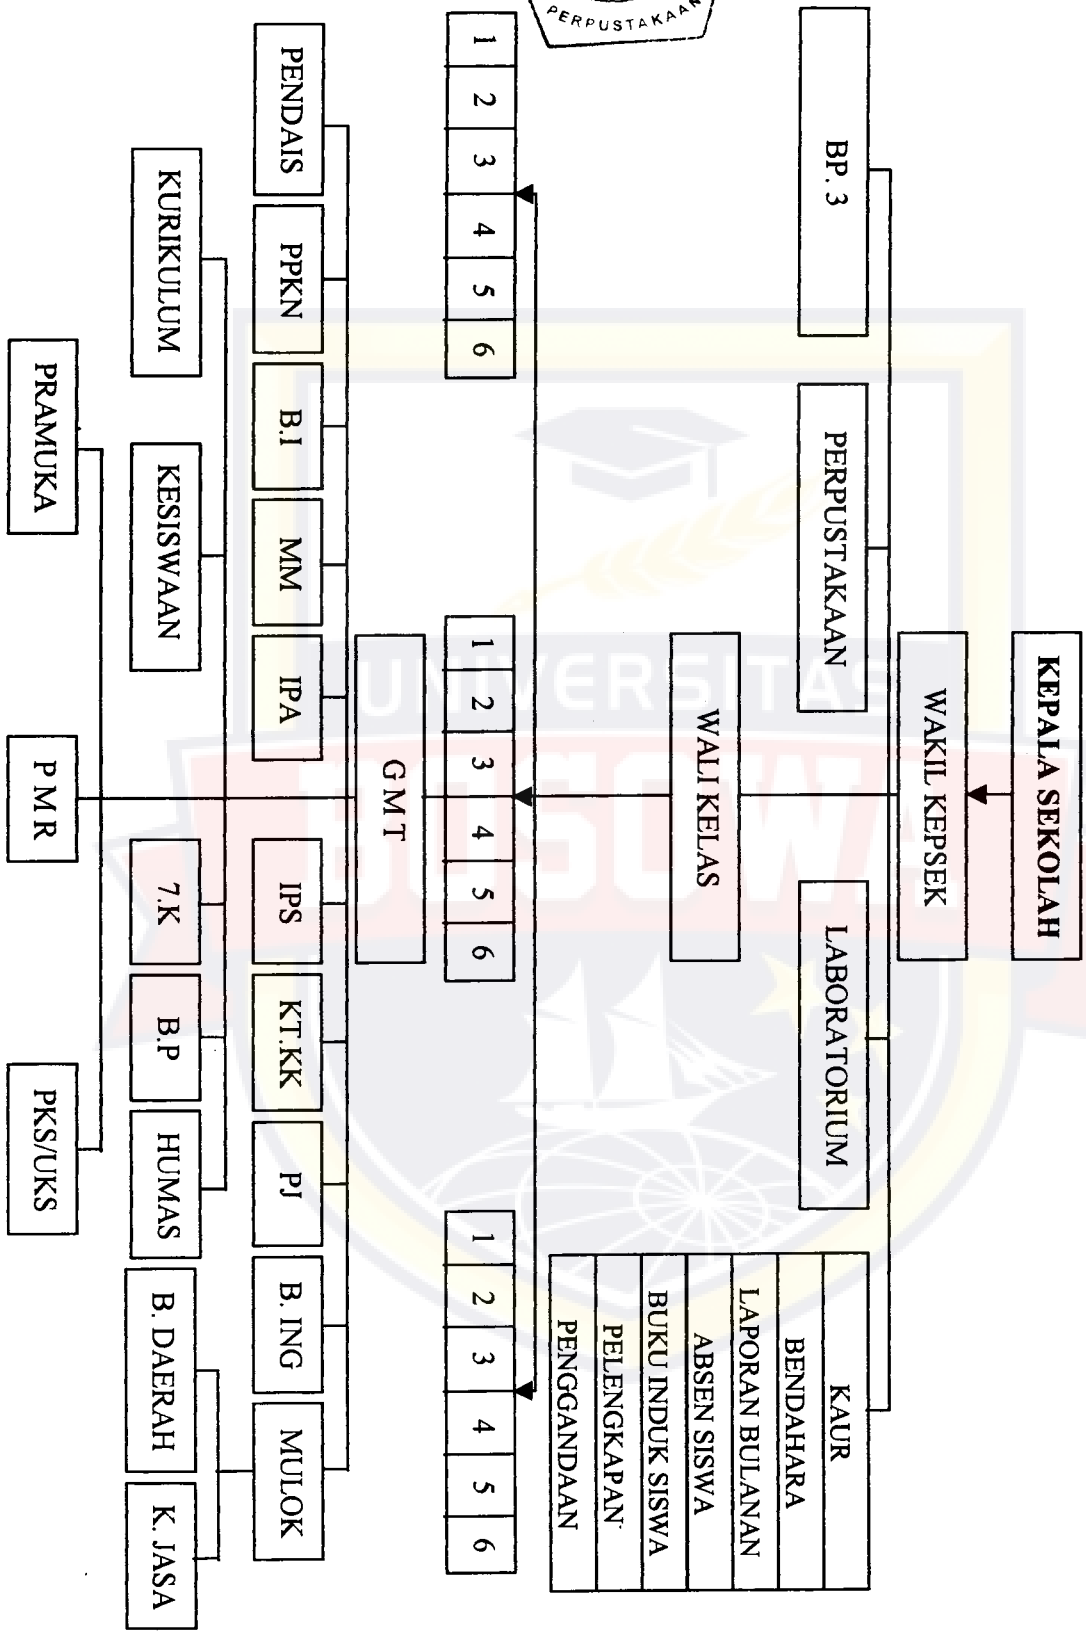 KEPALA SEKOLAH
WAKIL KEPSEK
BP. 3
PERPUSTAKAAN
LABORATORIUM
KAUR
BENDAHARA
LAPORAN BULANAN
ABSEN SISWA
BUKU INDUK SISWA
PELENGKAPAN
PENGGANDAAN
WALI KELAS
PERPUSTAKAAN
1 2 3 4 5 6
1 2 3 4 5 6
1 2 3 4 5 6
G M T
PENDAIS
PPKN
B.I
MM
IPA
IPS
KT.KK
PJ
B. ING
MULOK
KURIKULUM
KESISWAAN
7.K
B.P
HUMAS
B. DAERAH
K. JASA
PRAMUKA
P M R
PKS/UKS
UNIVERSITAS
BOSOWA